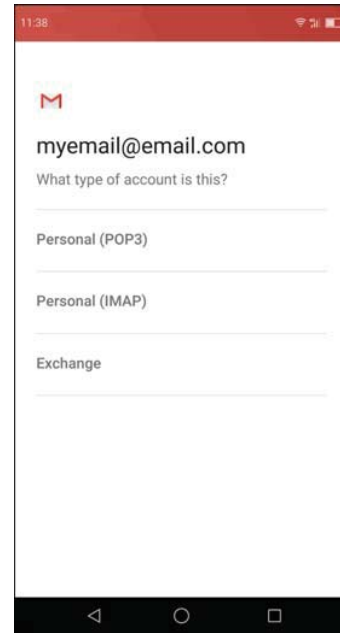 11:38
myemail@email.com
What type of account is this?
Personal (POP3)
Personal (IMAP)
Exchange